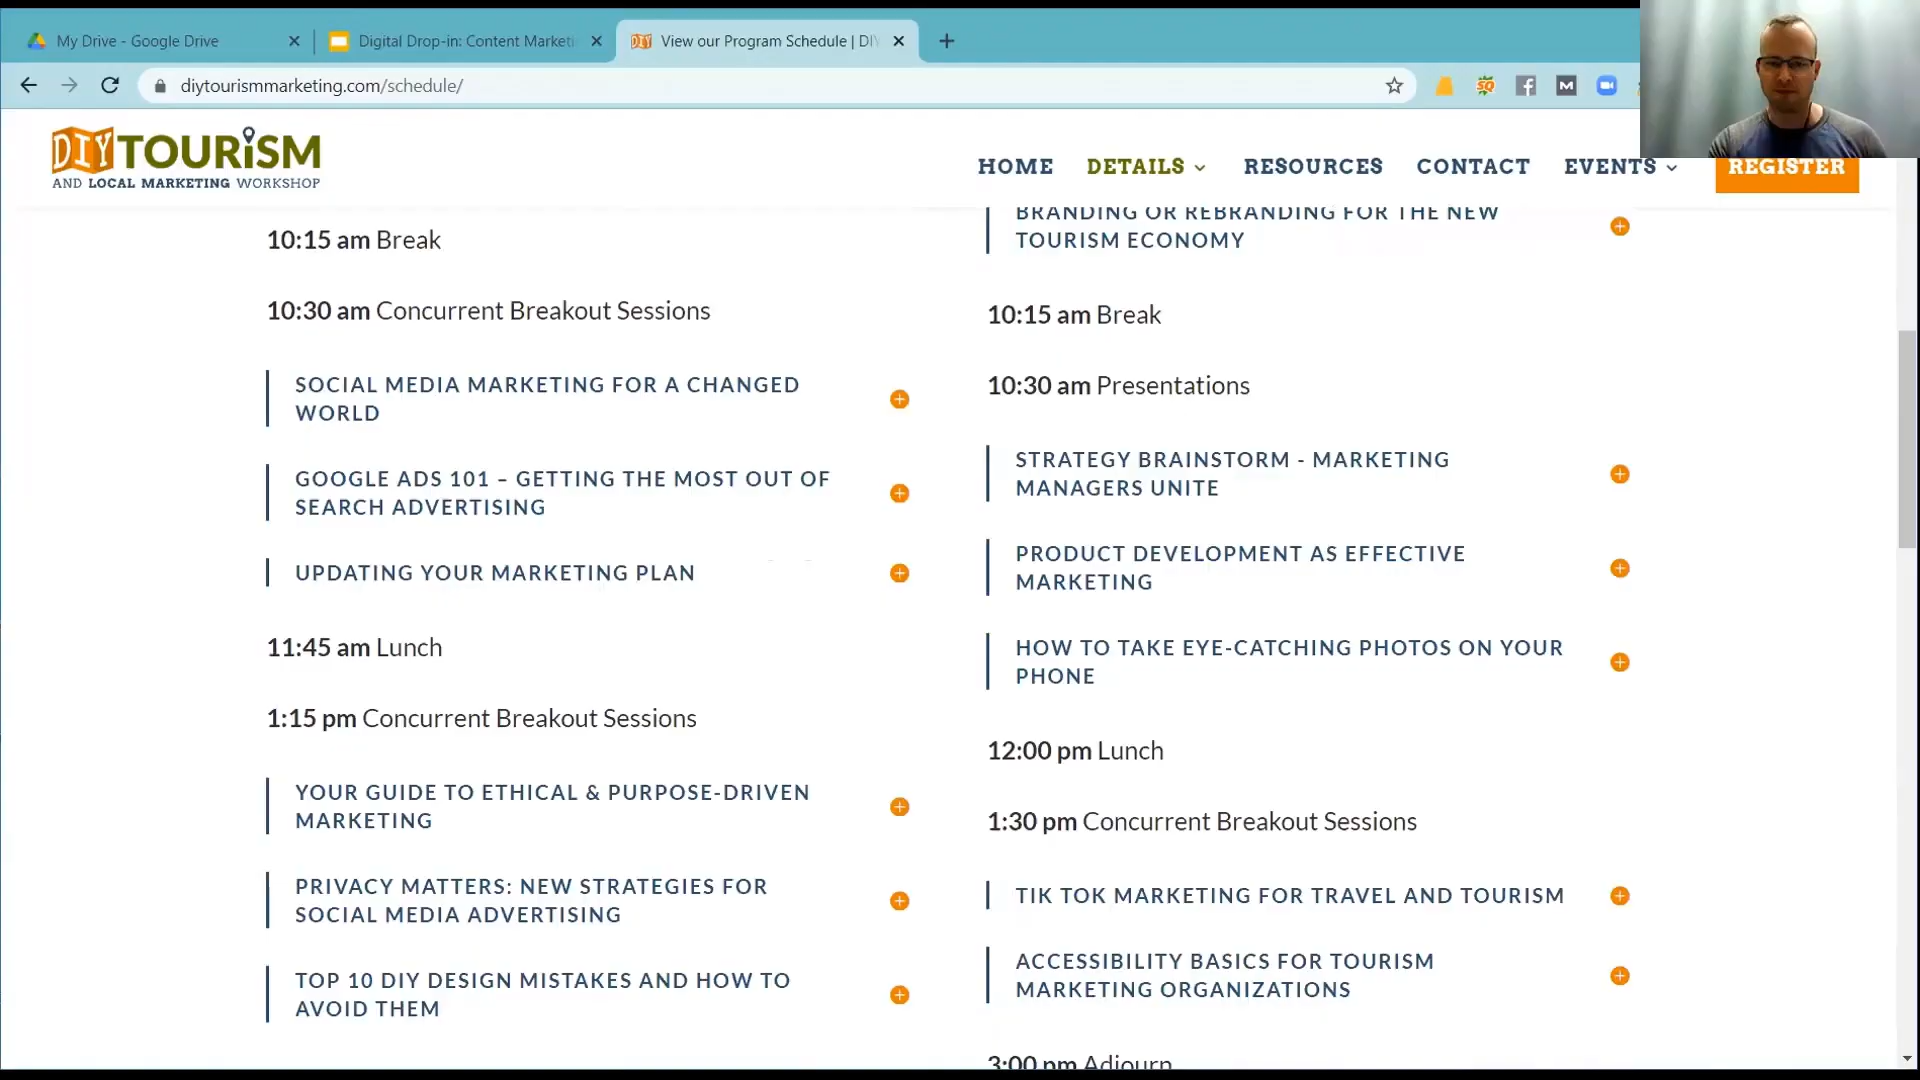 My Drive - Google Drive
Digital Drop-in: Content Marketi
View our Program Schedule | DIY
diytourismmarketing.com/schedule/
DIY TOURISM
AND LOCAL MARKETING WORKSHOP
HOME
DETAILS
RESOURCES
CONTACT
EVENTS
REGISTER
10:15 am Break
10:30 am Concurrent Breakout Sessions
SOCIAL MEDIA MARKETING FOR A CHANGED
WORLD
GOOGLE ADS 101 – GETTING THE MOST OUT OF
SEARCH ADVERTISING
UPDATING YOUR MARKETING PLAN
11:45 am Lunch
1:15 pm Concurrent Breakout Sessions
YOUR GUIDE TO ETHICAL & PURPOSE-DRIVEN
MARKETING
PRIVACY MATTERS: NEW STRATEGIES FOR
SOCIAL MEDIA ADVERTISING
TOP 10 DIY DESIGN MISTAKES AND HOW TO
AVOID THEM
BRANDING OR REBRANDING FOR THE NEW
TOURISM ECONOMY
10:15 am Break
10:30 am Presentations
STRATEGY BRAINSTORM - MARKETING
MANAGERS UNITE
PRODUCT DEVELOPMENT AS EFFECTIVE
MARKETING
HOW TO TAKE EYE-CATCHING PHOTOS ON YOUR
PHONE
12:00 pm Lunch
1:30 pm Concurrent Breakout Sessions
TIK TOK MARKETING FOR TRAVEL AND TOURISM
ACCESSIBILITY BASICS FOR TOURISM
MARKETING ORGANIZATIONS
3:00 pm Adjourn